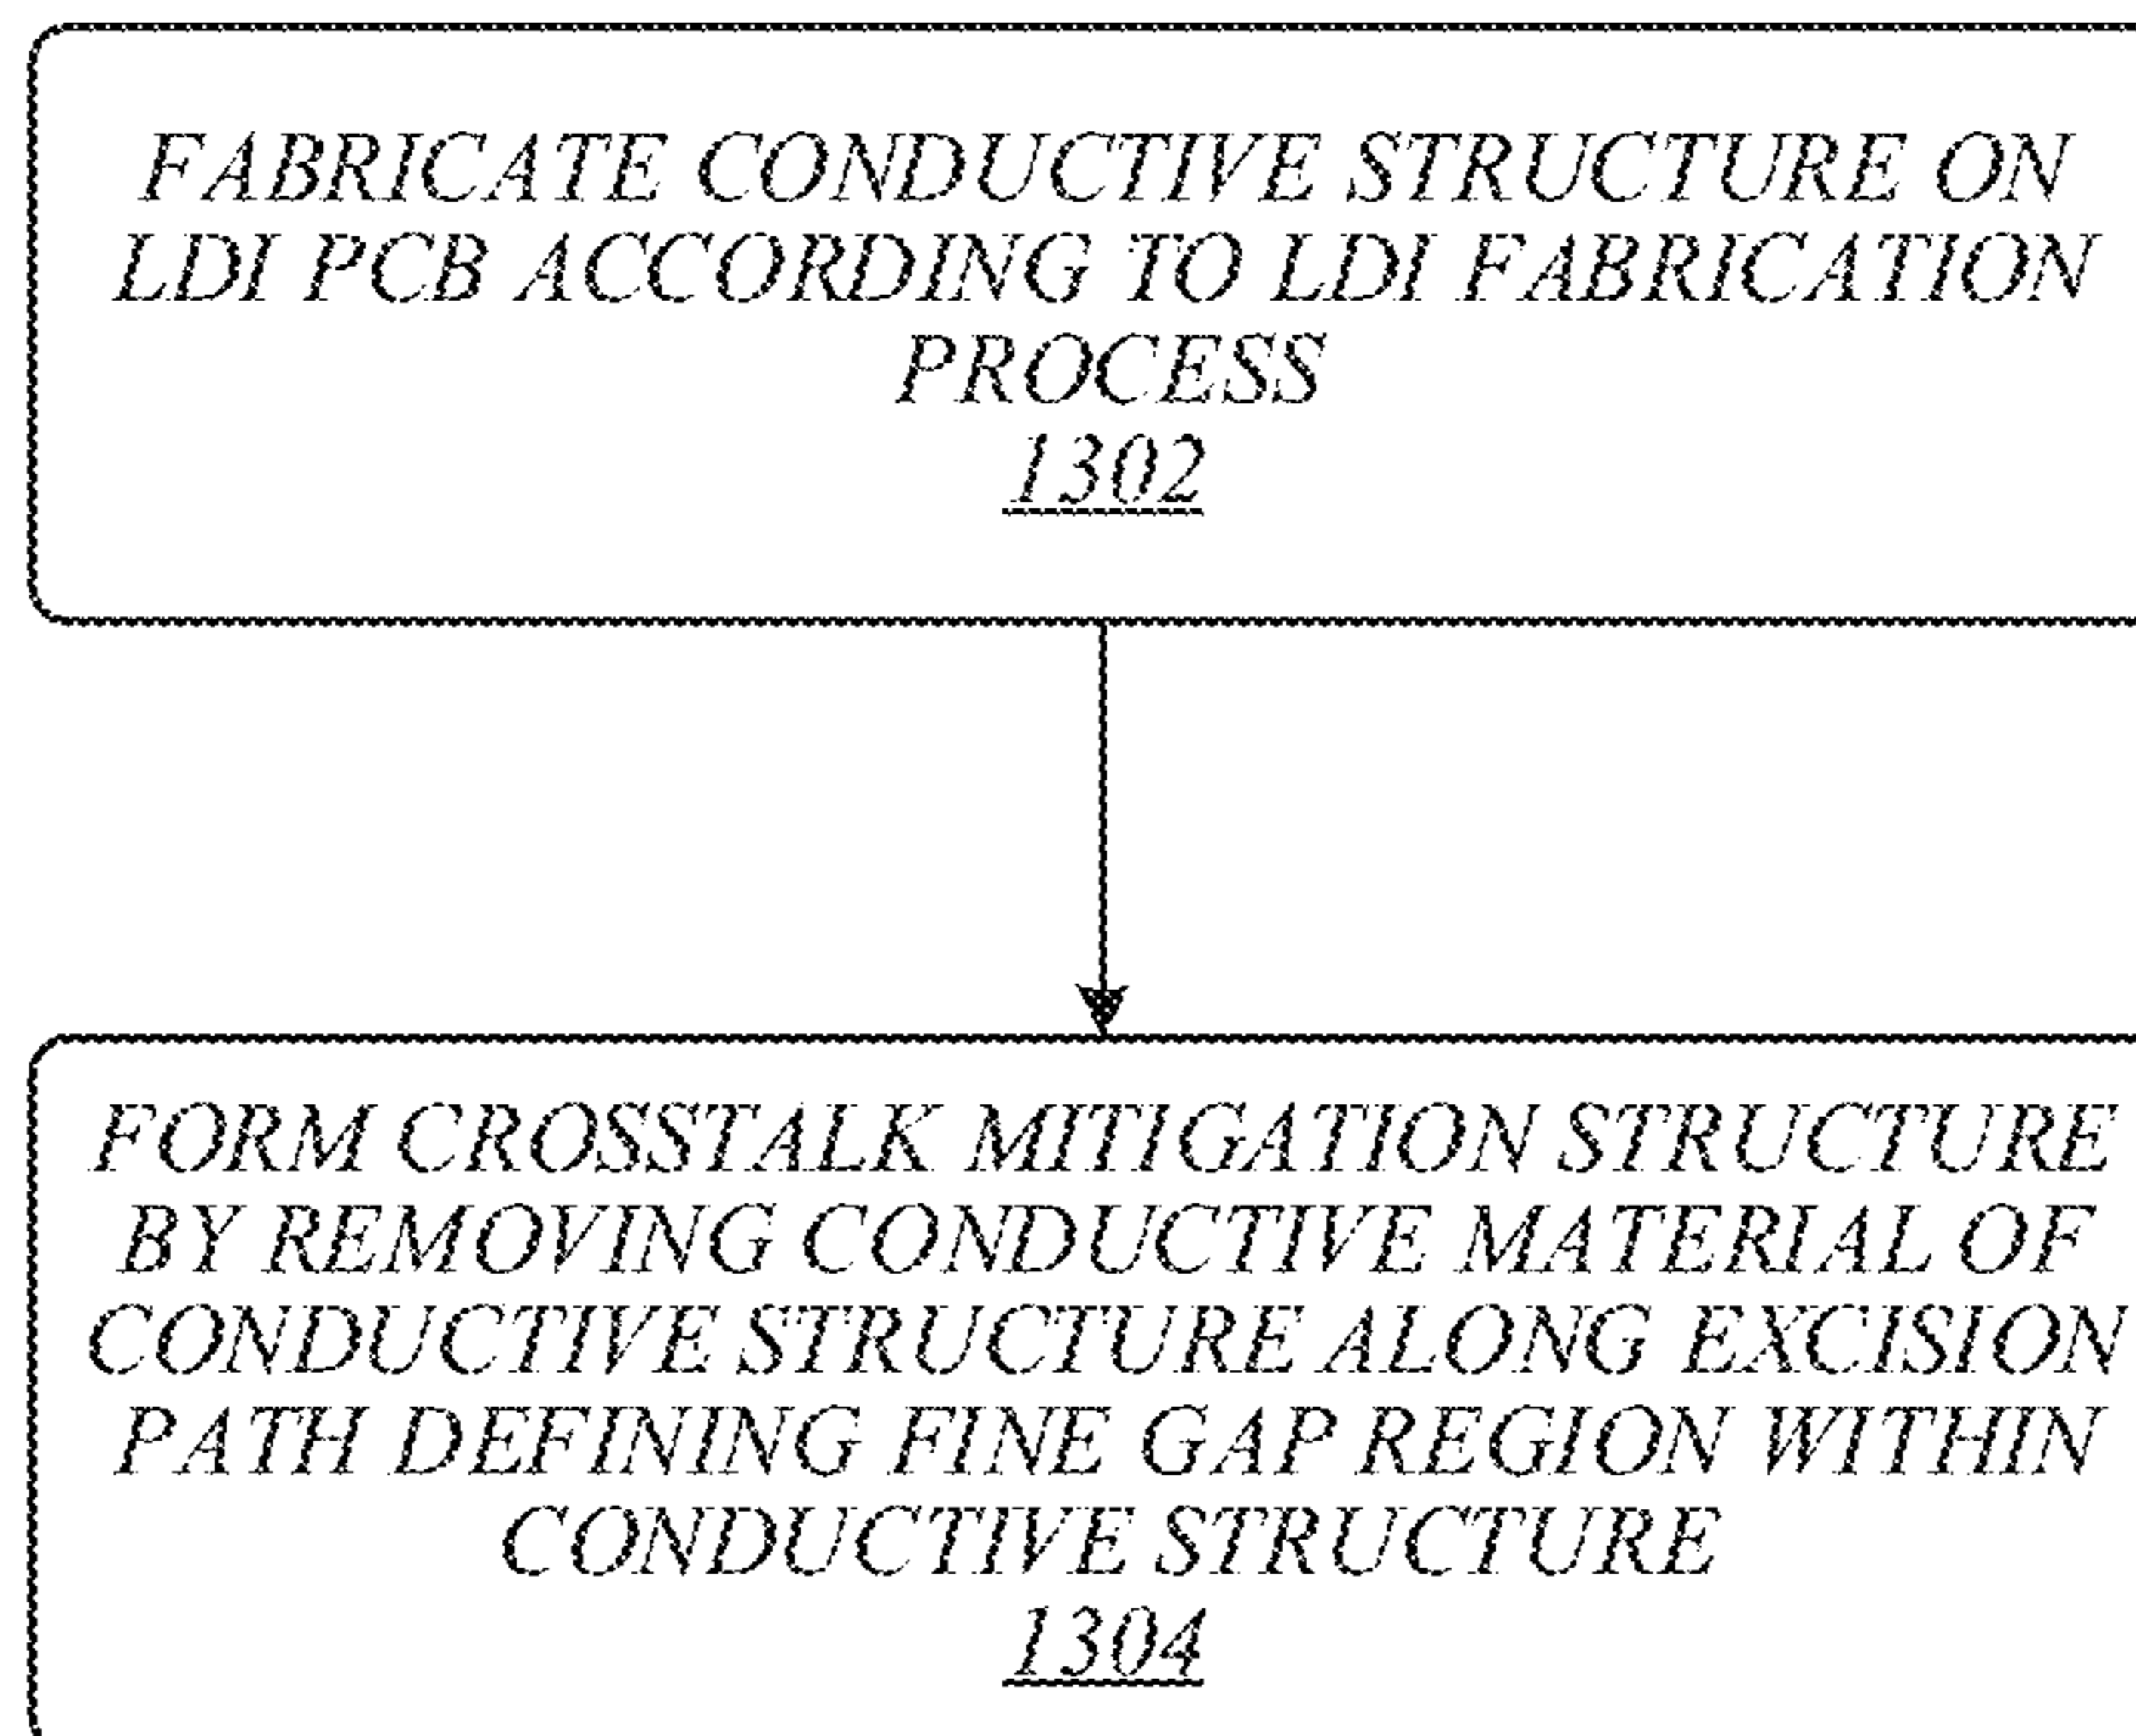 FABRICATE CONDUCTIVE STRUCTURE ON
LDI PCB ACCORDING TO LDI FABRICATION
PROCESS
1302
FORM CROSSTALK MITIGATION STRUCTURE
BY REMOVING CONDUCTIVE MATERIAL OF
CONDUCTIVE STRUCTURE ALONG EXCISION
PATH DEFINING FINE GAP REGION WITHIN
CONDUCTIVE STRUCTURE
1304